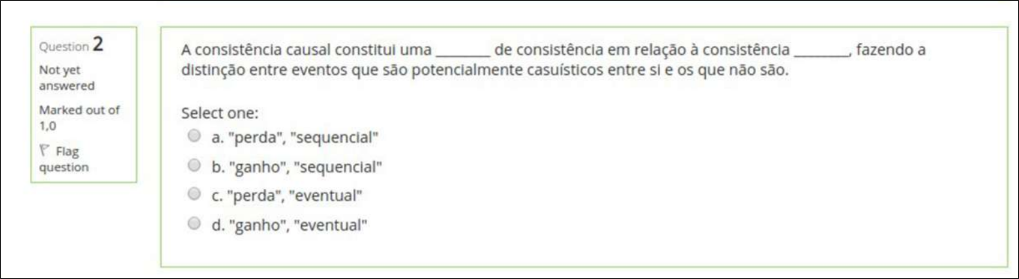 Question 2
Not yet
answered
Marked out of
1,0
Flag
question
A consistência causal constitui uma _______ de consistência em relação à consistência _______, fazendo a
distinção entre eventos que são potencialmente casuísticos entre si e os que não são.
Select one:
a. "perda", "sequencial"
b. "ganho", "sequencial"
c. "perda", "eventual"
d. "ganho", "eventual"